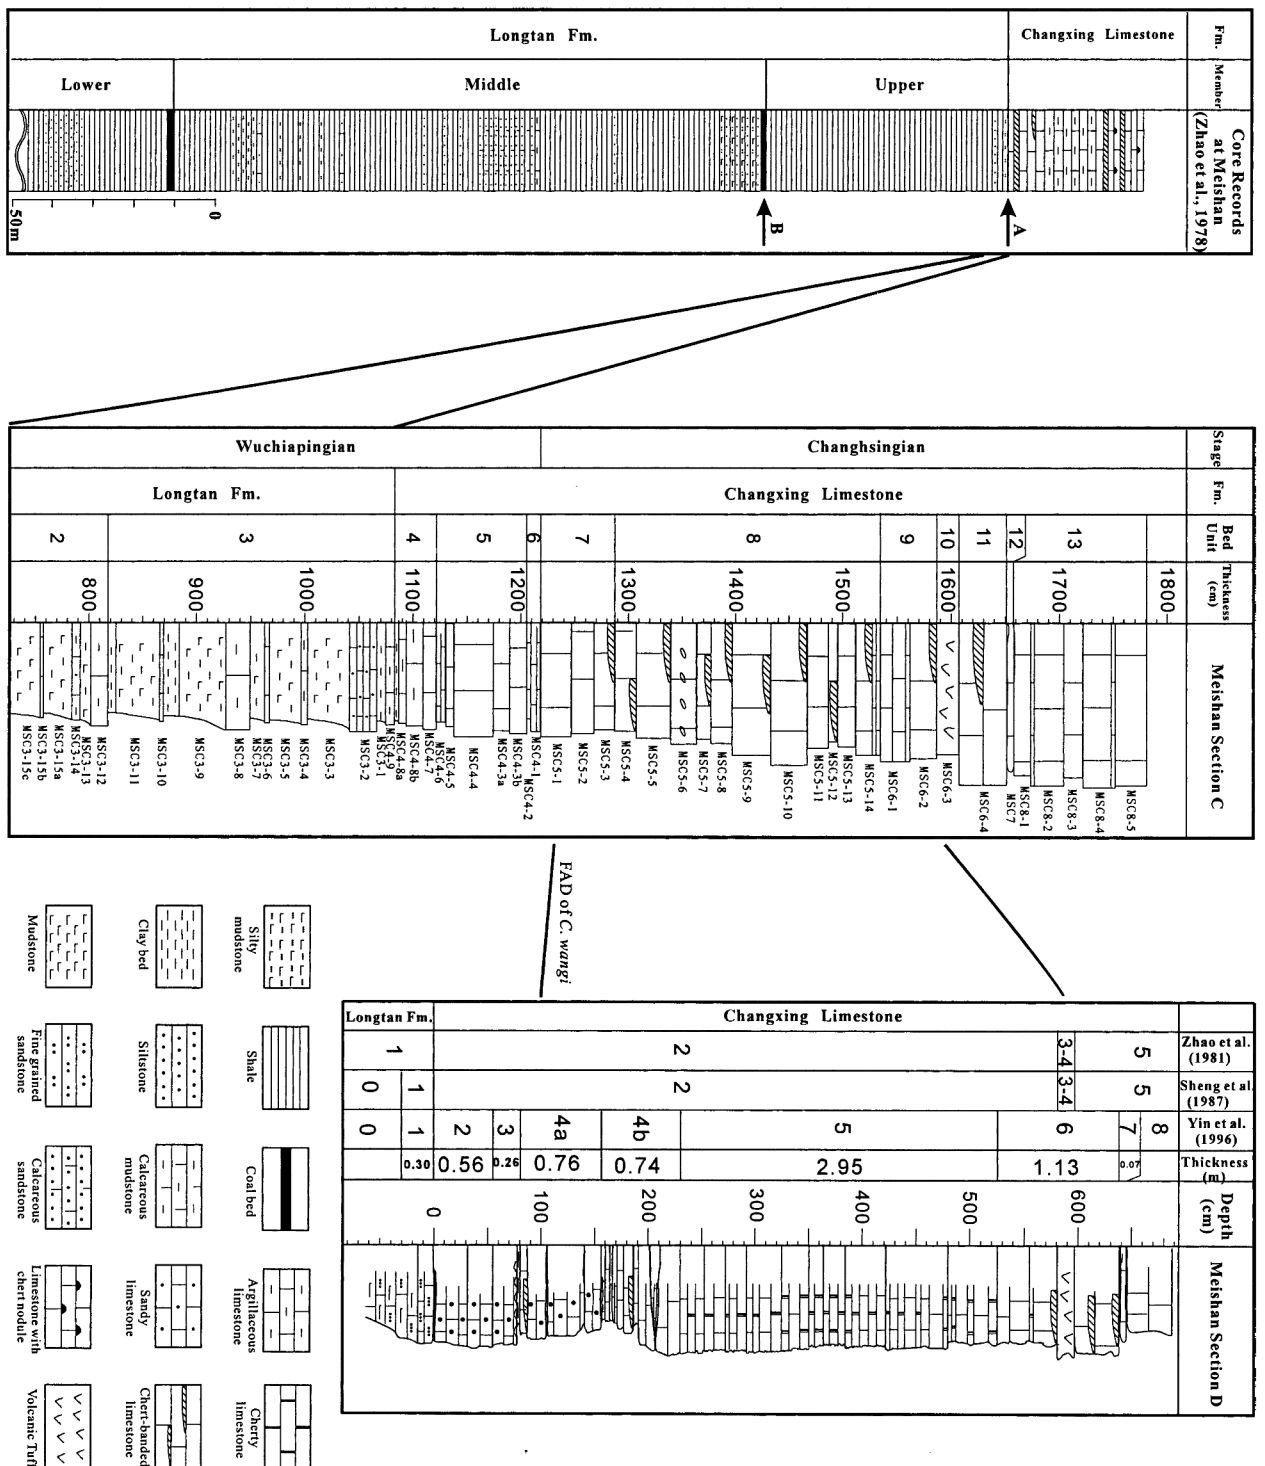 Longtan Fm.
Changxing Limestone
Fm.
Lower
Middle
Upper
Member
Core Records
at Meishan
(Zhao et al., 1978)
50m
0
B
A
Wuchiapingian
Changhsingian
Stage
Longtan Fm.
Changxing Limestone
Fm.
2
3
4
5
6
7
8
9
10
11
12
13
Bed
Unit
800
900
1000
1100
1200
1300
1400
1500
1600
1700
1800
Thickness
(cm)
Meishan Section C
MSC3-15c
MSC3-15b
MSC3-15a
MSC3-14
MSC3-13
MSC3-12
MSC3-11
MSC3-10
MSC3-9
MSC3-8
MSC3-7
MSC3-6
MSC3-5
MSC3-4
MSC3-3
MSC3-2
MSC3-1
MSC4-9
MSC4-8a
MSC4-8b
MSC4-7
MSC4-6
MSC4-5
MSC4-4
MSC4-3a
MSC4-3b
MSC4-1
MSC4-2
MSC5-1
MSC5-2
MSC5-3
MSC5-4
MSC5-5
MSC5-6
MSC5-7
MSC5-8
MSC5-9
MSC5-10
MSC5-11
MSC5-12
MSC5-13
MSC5-14
MSC6-1
MSC6-2
MSC6-3
MSC6-4
MSC7
MSC8-1
MSC8-2
MSC8-3
MSC8-4
MSC8-5
FAD of C. wangi
Longtan Fm.
Changxing Limestone
1
2
3-4
5
Zhao et al.
(1981)
0
1
2
3-4
5
Sheng et al.
(1987)
0
1
2
3
4a
4b
5
6
7
8
Yin et al.
(1996)
0.30
0.56
0.26
0.76
0.74
2.95
1.13
0.07
Thickness
(m)
0
100
200
300
400
500
600
Depth
(cm)
Meishan Section D
Silty
mudstone
Shale
Coal bed
Argillaceous
limestone
Cherty
limestone
Clay bed
Siltstone
Calcareous
mudstone
Sandy
limestone
Chert-banded
limestone
Mudstone
Fine grained
sandstone
Calcareous
sandstone
Limestone with
chert nodule
Volcanic Tuff